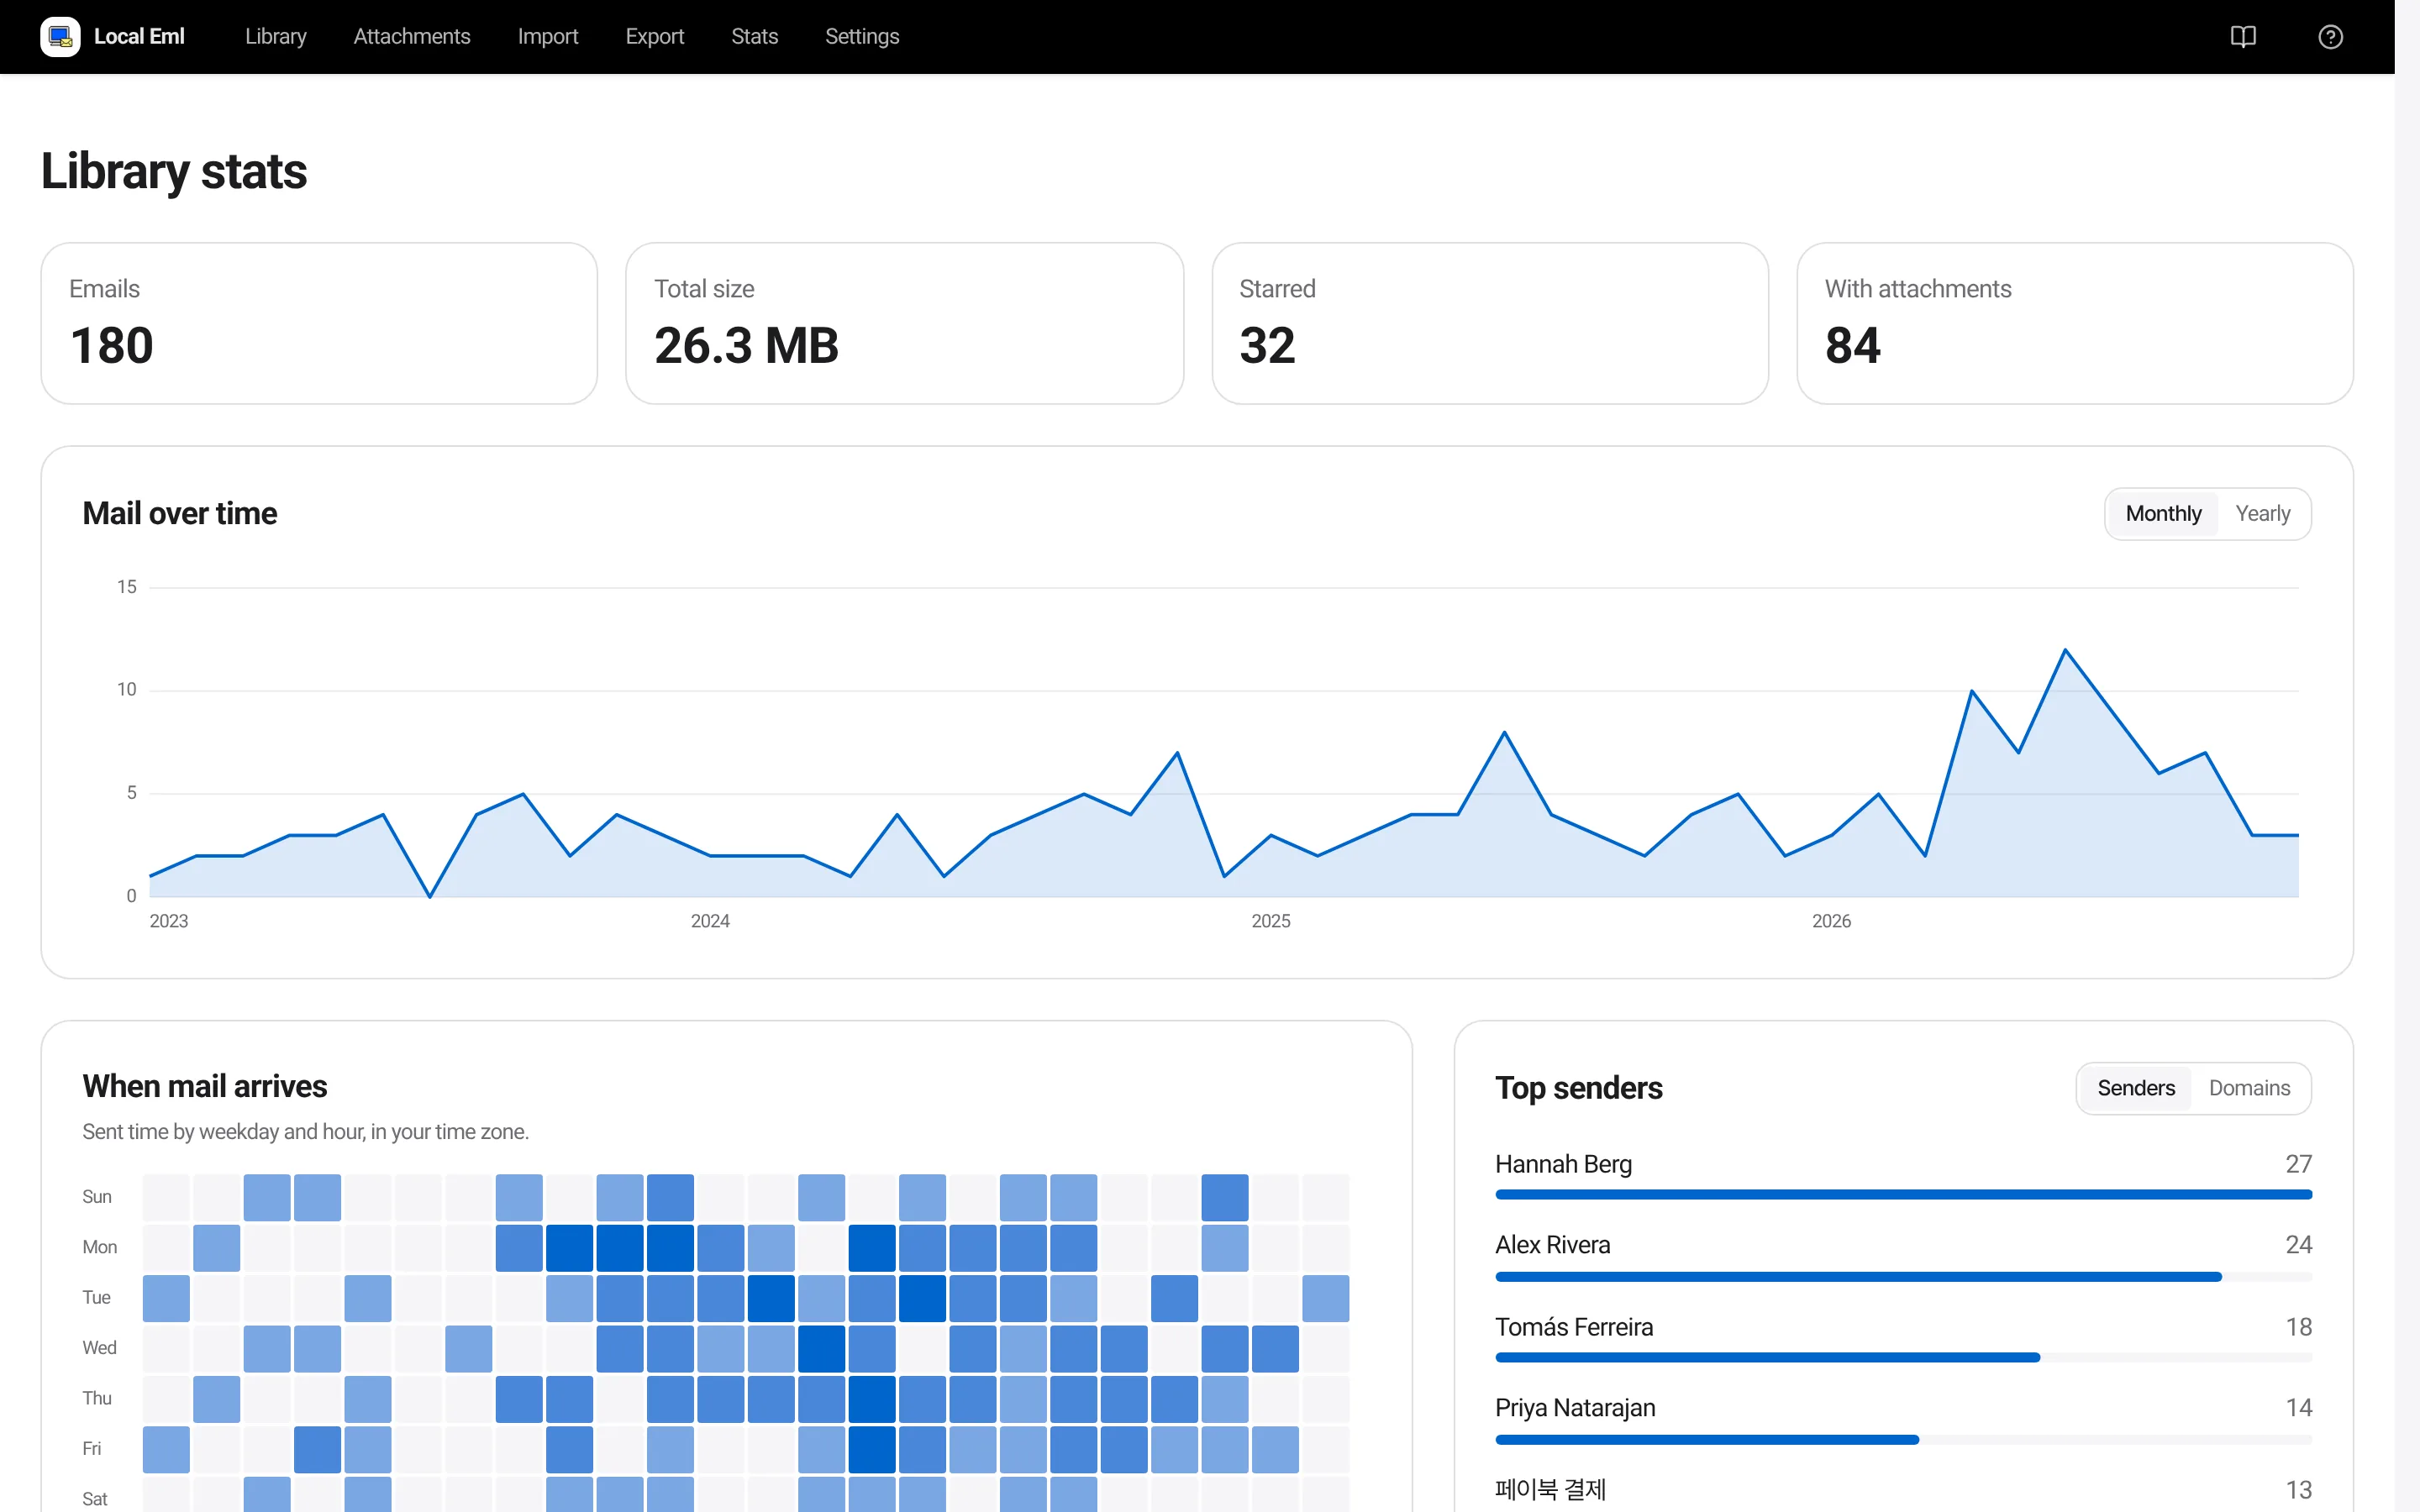 Local Eml Library Attachments Import Export Stats Settings
Library stats
Emails
180
Total size
26.3 MB
Starred
32
With attachments
84
Mail over time
Monthly Yearly
15
10
5
0
2023 2024 2025 2026
When mail arrives
Sent time by weekday and hour, in your time zone.
Sun
Mon
Tue
Wed
Thu
Fri
Sat
Top senders
Senders Domains
Hannah Berg 27
Alex Rivera 24
Tomás Ferreira 18
Priya Natarajan 14
페이북 결제 13